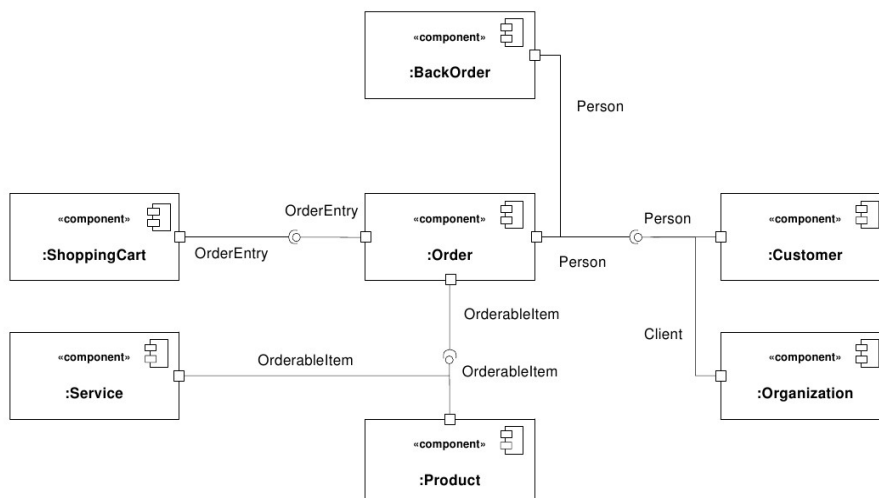 «component»
:BackOrder
Person
«component»
:ShoppingCart
OrderEntry
OrderEntry
«component»
:Order
Person
Person
«component»
:Customer
OrderableItem
Client
«component»
:Service
OrderableItem
OrderableItem
«component»
:Organization
«component»
:Product